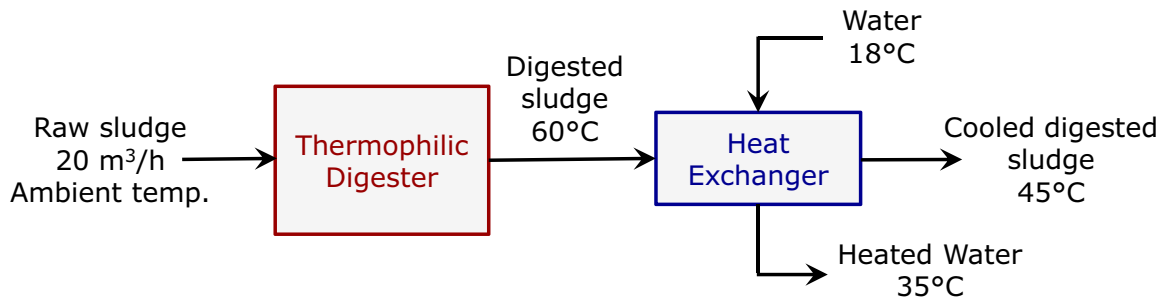 Raw sludge
20 m³/h
Ambient temp.
Thermophilic
Digester
Digested
sludge
60°C
Water
18°C
Heat
Exchanger
Cooled digested
sludge
45°C
Heated Water
35°C